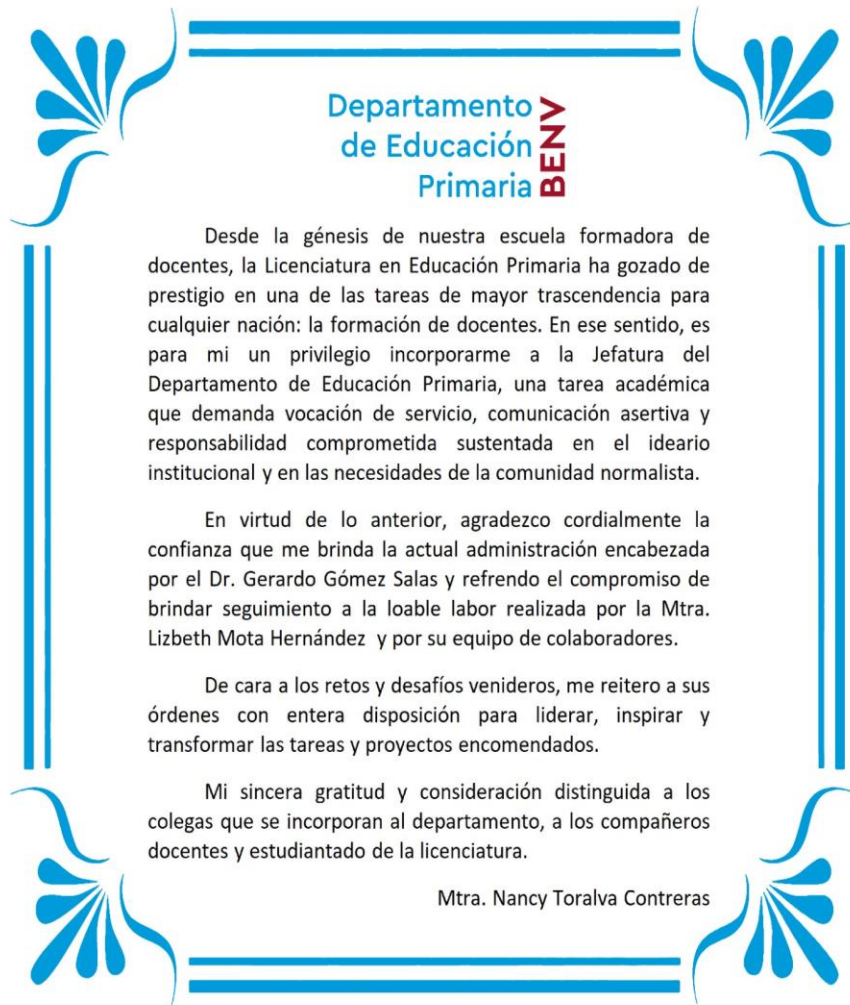 Departamento
de Educación
Primaria
BENV
Desde la génesis de nuestra escuela formadora de
docentes, la Licenciatura en Educación Primaria ha gozado de
prestigio en una de las tareas de mayor trascendencia para
cualquier nación: la formación de docentes. En ese sentido, es
para mi un privilegio incorporarme a la Jefatura del
Departamento de Educación Primaria, una tarea académica
que demanda vocación de servicio, comunicación asertiva y
responsabilidad comprometida sustentada en el ideario
institucional y en las necesidades de la comunidad normalista.
En virtud de lo anterior, agradezco cordialmente la
confianza que me brinda la actual administración encabezada
por el Dr. Gerardo Gómez Salas y refrendo el compromiso de
brindar seguimiento a la loable labor realizada por la Mtra.
Lizbeth Mota Hernández y por su equipo de colaboradores.
De cara a los retos y desafíos venideros, me reitero a sus
órdenes con entera disposición para liderar, inspirar y
transformar las tareas y proyectos encomendados.
Mi sincera gratitud y consideración distinguida a los
colegas que se incorporan al departamento, a los compañeros
docentes y estudiantado de la licenciatura.
Mtra. Nancy Toralva Contreras